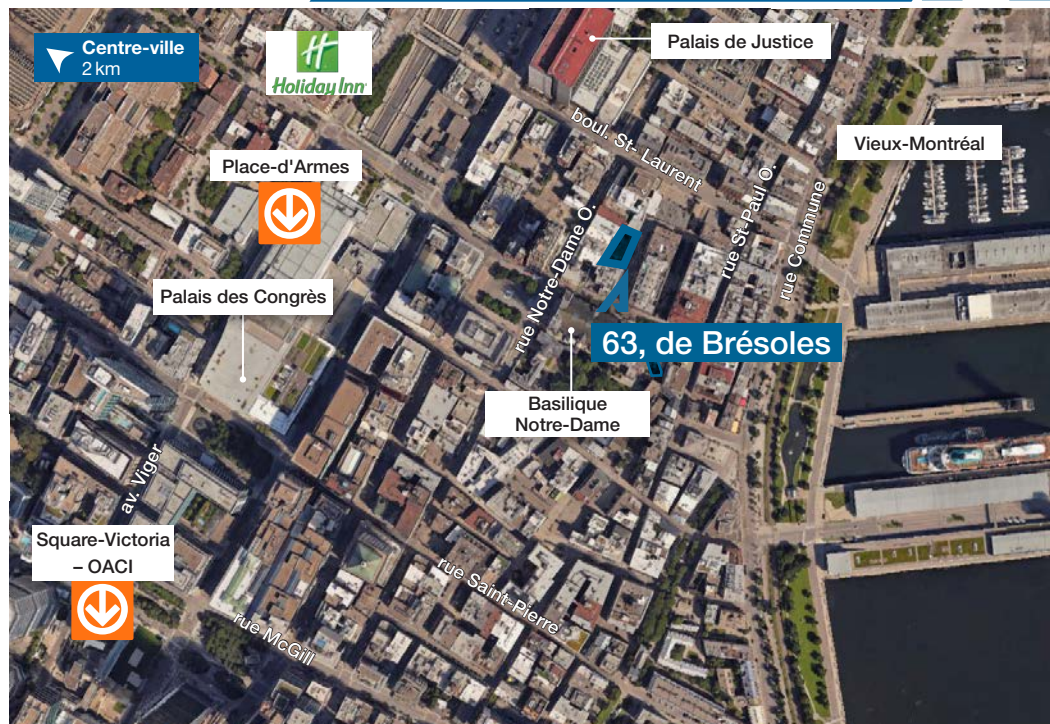 Centre-ville
2 km
H
Holiday Inn
Palais de Justice
boul. St- Laurent
Vieux-Montréal
Place-d'Armes
rue Notre-Dame O.
rue St-Paul O.
rue Commune
Palais des Congrès
63, de Brésoles
Basilique
Notre-Dame
av. Viger
Square-Victoria
– OACI
rue Saint-Pierre
rue McGill